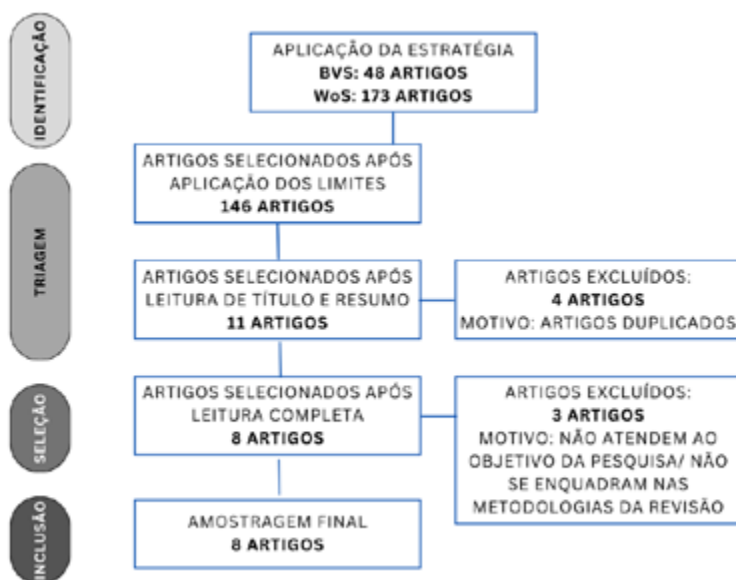 IDENTIFICAÇÃO
APLICAÇÃO DA ESTRATÉGIA
BVS: 48 ARTIGOS
WoS: 173 ARTIGOS
TRIAGEM
ARTIGOS SELECIONADOS APÓS
APLICAÇÃO DOS LIMITES
146 ARTIGOS
ARTIGOS SELECIONADOS APÓS
LEITURA DE TÍTULO E RESUMO
11 ARTIGOS
ARTIGOS EXCLUÍDOS:
4 ARTIGOS
MOTIVO: ARTIGOS DUPLICADOS
SELEÇÃO
ARTIGOS SELECIONADOS APÓS
LEITURA COMPLETA
8 ARTIGOS
ARTIGOS EXCLUÍDOS:
3 ARTIGOS
MOTIVO: NÃO ATENDEM AO
OBJETIVO DA PESQUISA/ NÃO
SE ENQUADRAM NAS
METODOLOGIAS DA REVISÃO
INCLUSÃO
AMOSTRAGEM FINAL
8 ARTIGOS